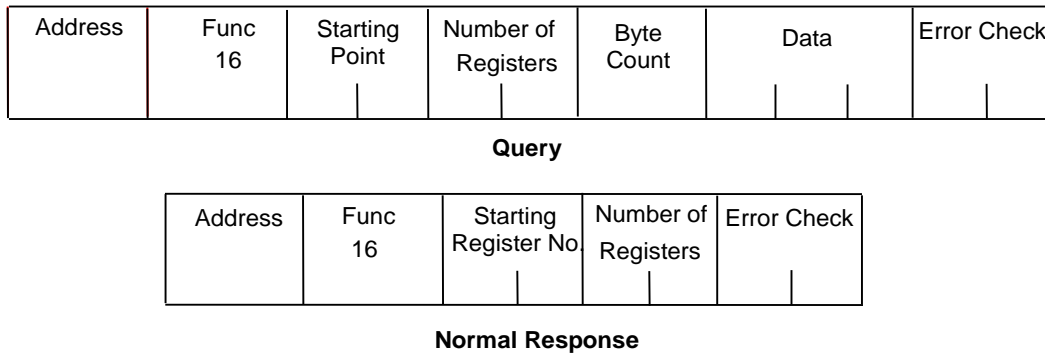 Address
Func
16
Starting
Point
Number of
Registers
Byte
Count
Data
Error Check
Query
Address
Func
16
Starting
Register No.
Number of
Registers
Error Check
Normal Response